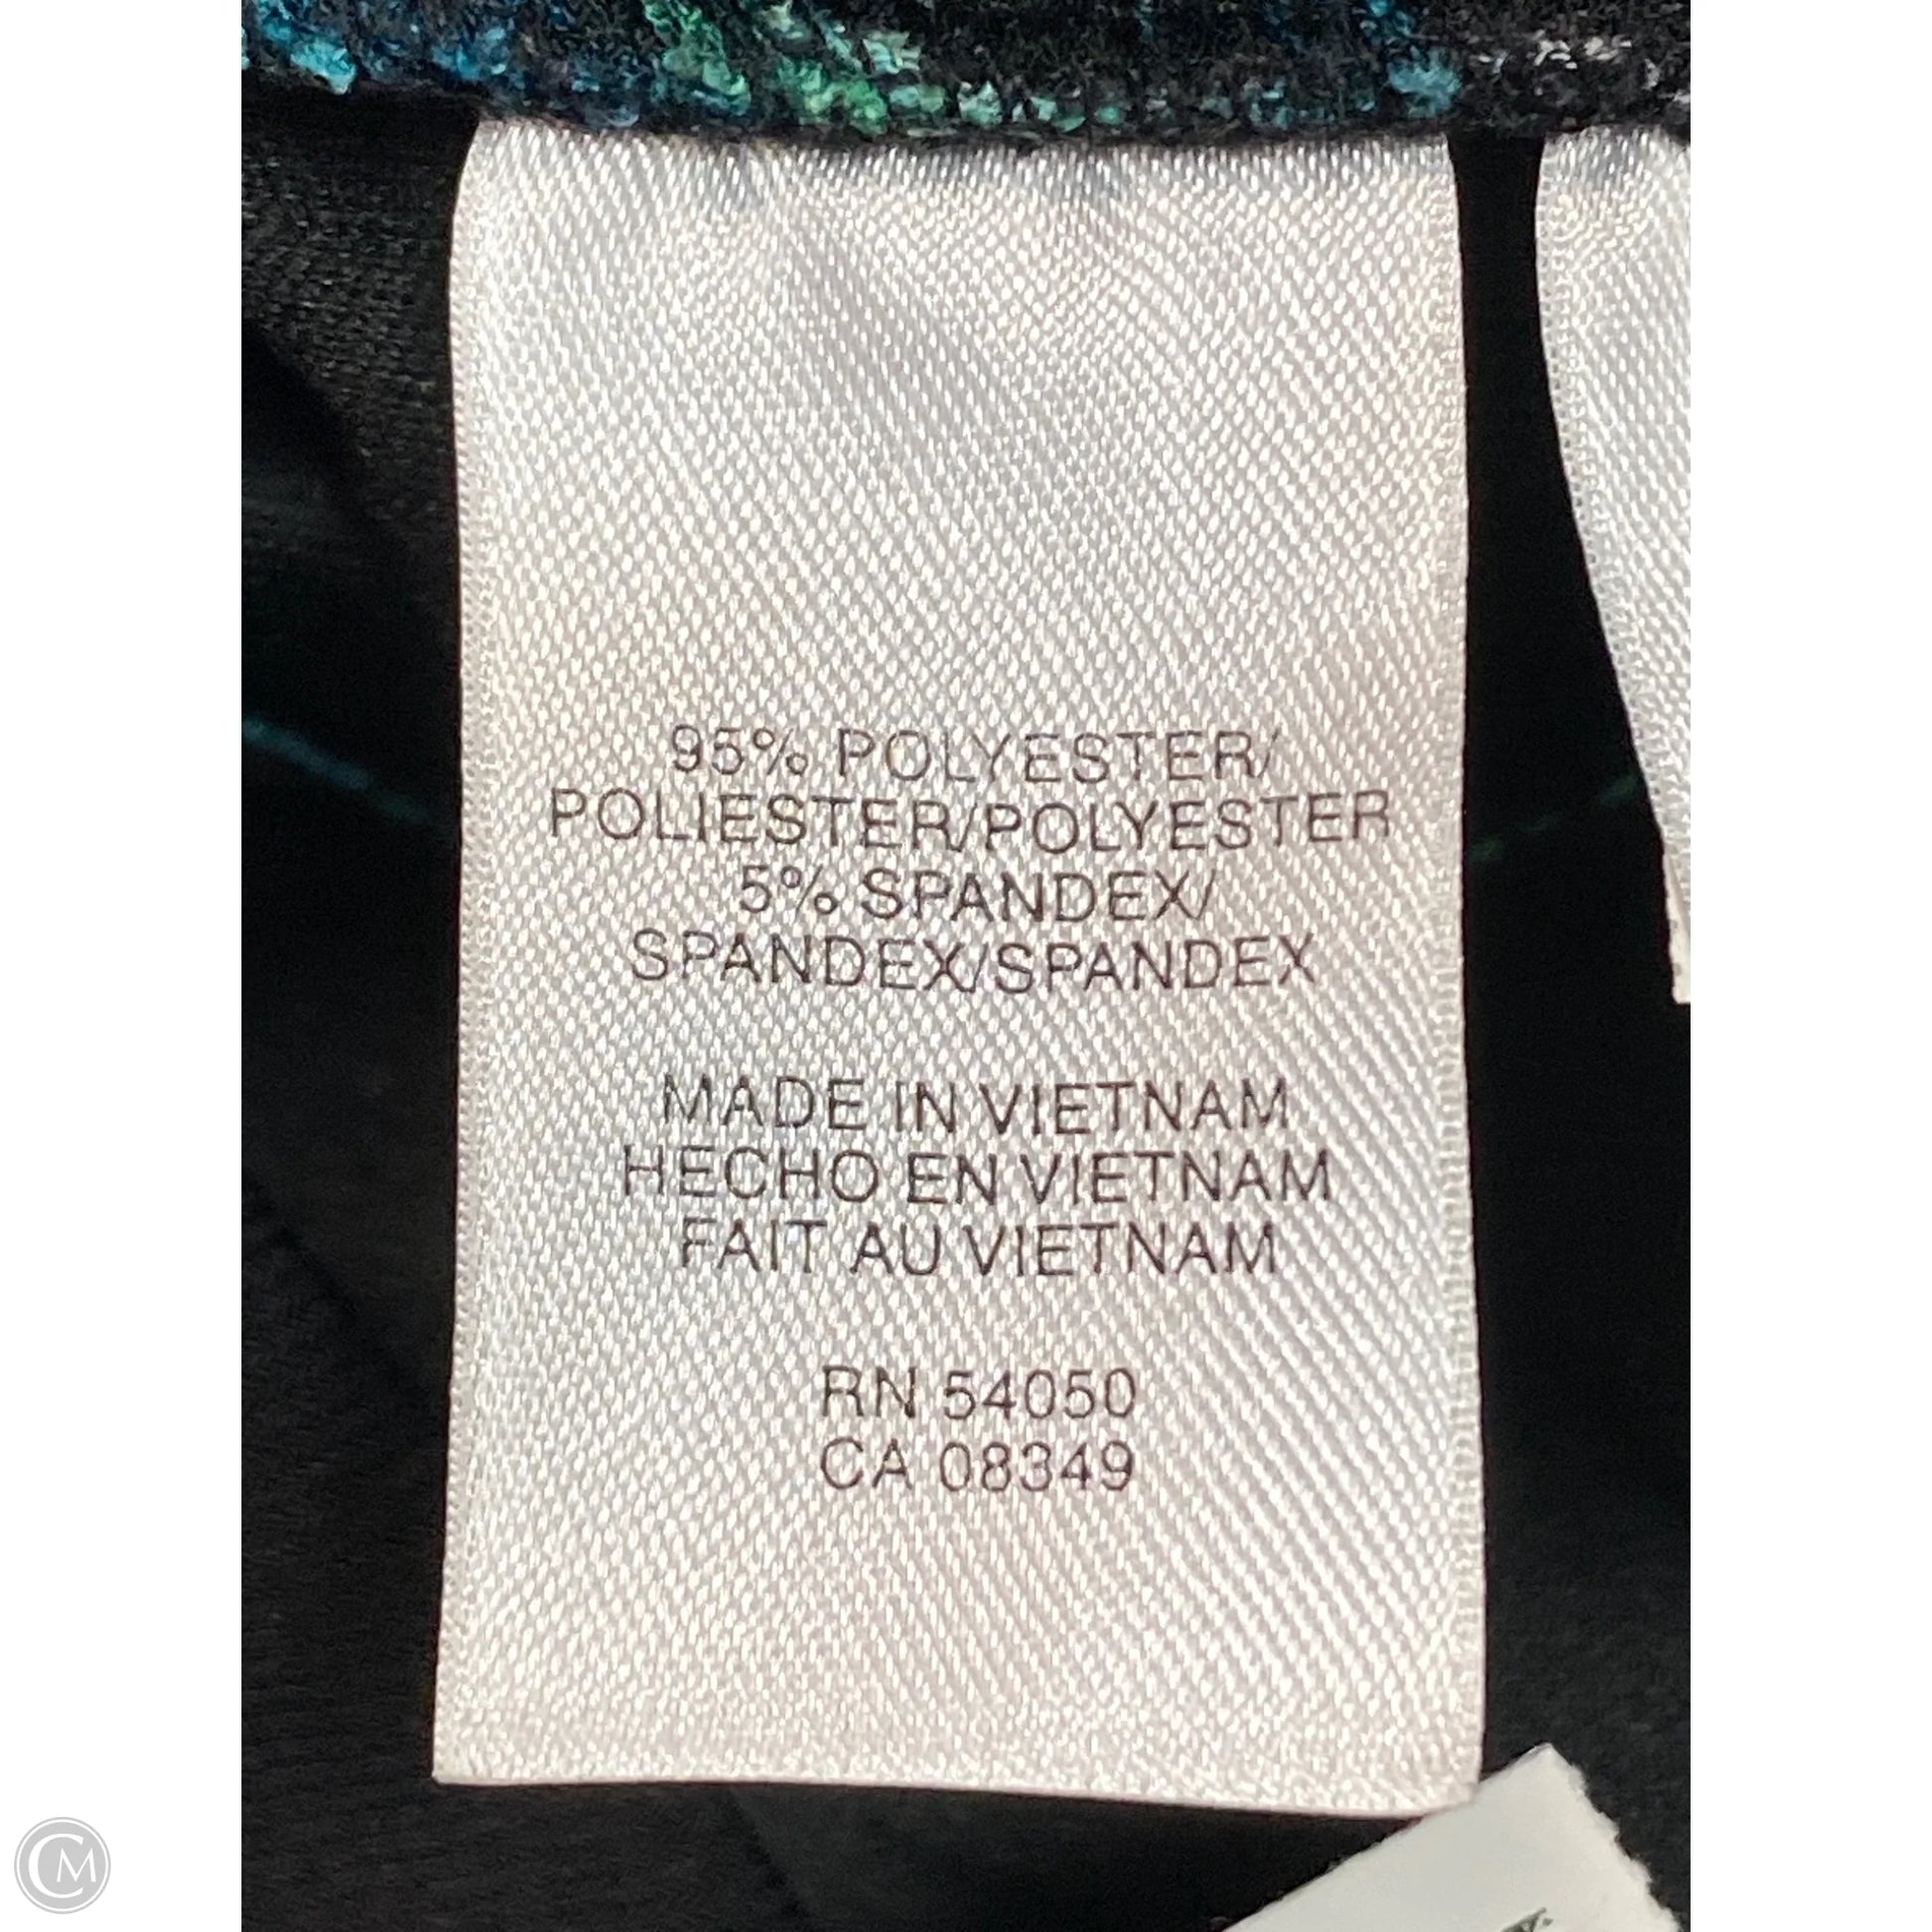 95% POLYESTER/
POLIESTER/POLYESTER
5% SPANDEX/
SPANDEX/SPANDEX
MADE IN VIETNAM
HECHO EN VIETNAM
FAIT AU VIETNAM
RN 54050
CA 08349
CM